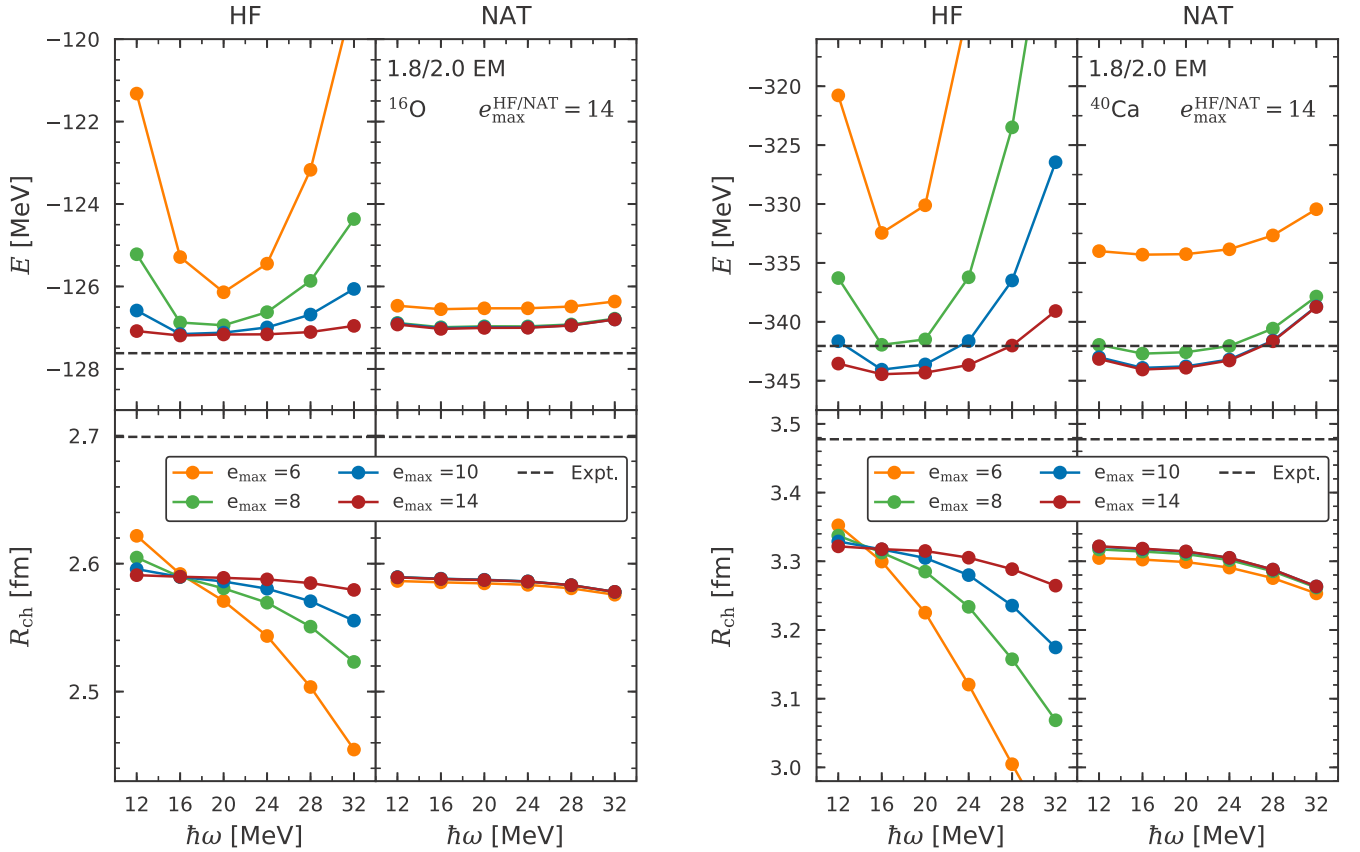 HF NAT
−120
−122
−124
−126
−128
E [MeV]
1.8/2.0 EM
¹⁶O e_max^HF/NAT = 14
2.7
2.6
2.5
R_ch [fm]
e_max =6 e_max =10 Expt.
e_max =8 e_max =14
12 16 20 24 28 32 12 16 20 24 28 32
ℏω [MeV] ℏω [MeV]
HF NAT
−320
−325
−330
−335
−340
−345
E [MeV]
1.8/2.0 EM
⁴⁰Ca e_max^HF/NAT = 14
3.5
3.4
3.3
3.2
3.1
3.0
R_ch [fm]
e_max =6 e_max =10 Expt.
e_max =8 e_max =14
12 16 20 24 28 32 12 16 20 24 28 32
ℏω [MeV] ℏω [MeV]